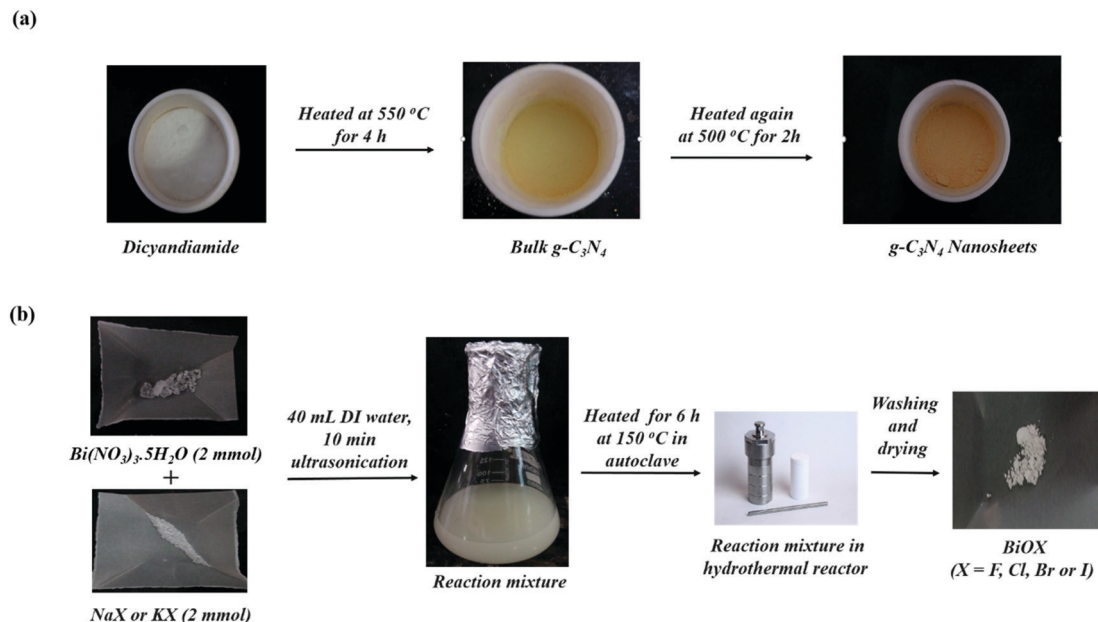 (a)
Heated at 550 °C
for 4 h
Heated again
at 500 °C for 2h
Dicyandiamide
Bulk g-C₃N₄
g-C₃N₄ Nanosheets
(b)
Bi(NO₃)₃.5H₂O (2 mmol)
+
NaX or KX (2 mmol)
40 mL DI water,
10 min
ultrasonication
Reaction mixture
Heated for 6 h
at 150 °C in
autoclave
Reaction mixture in
hydrothermal reactor
Washing
and
drying
BiOX
(X = F, Cl, Br or I)